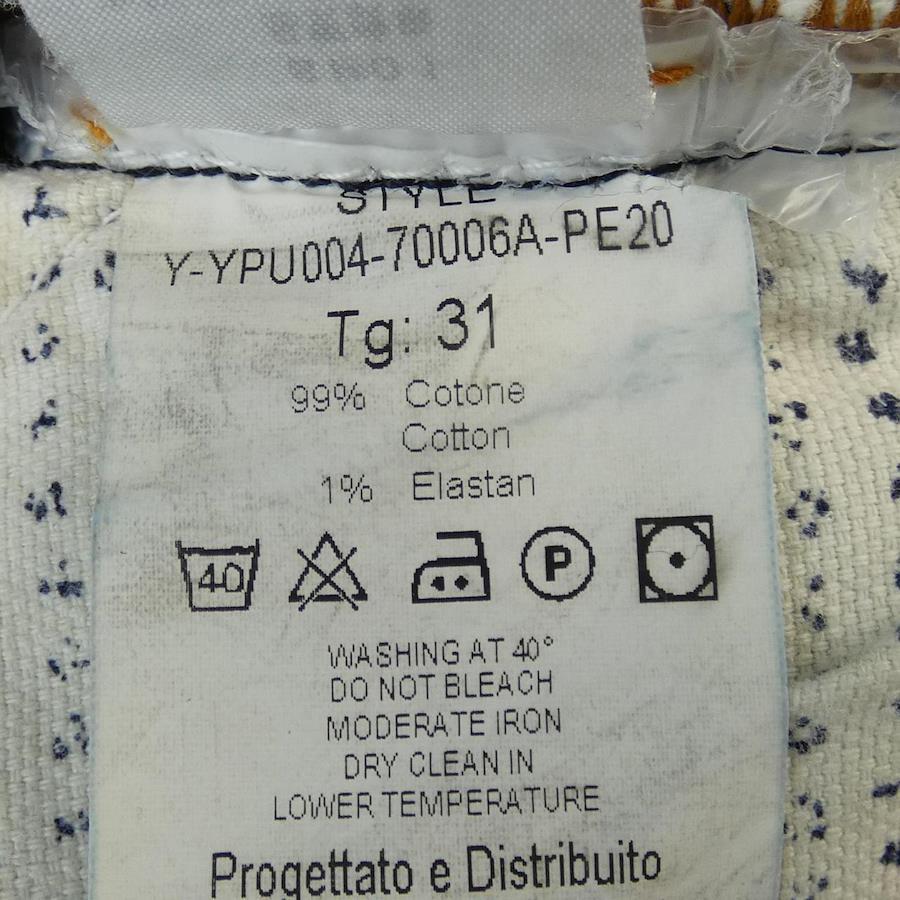 STYLE
Y-YPU004-70006A-PE20
Tg: 31
99% Cotone
Cotton
1% Elastan
40
P
WASHING AT 40°
DO NOT BLEACH
MODERATE IRON
DRY CLEAN IN
LOWER TEMPERATURE
Progettato e Distribuito